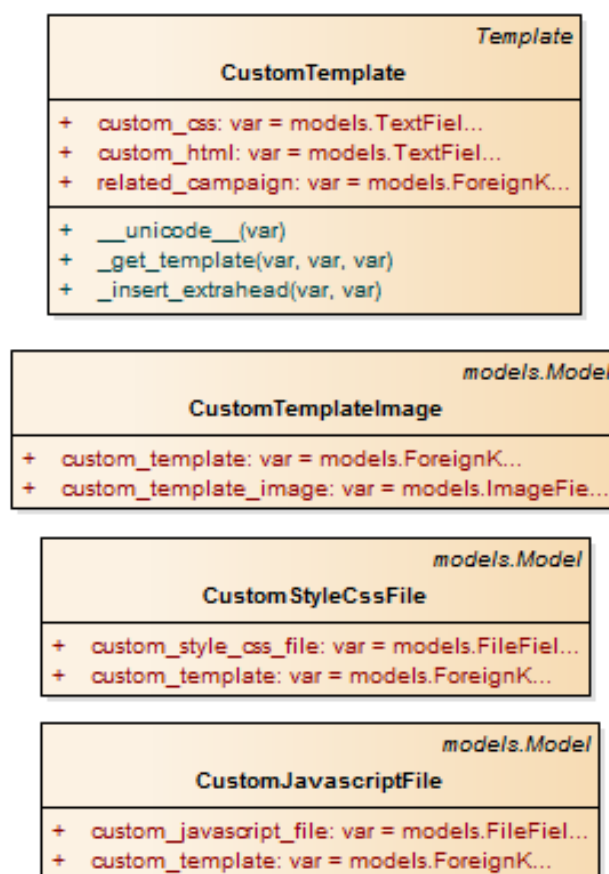 Template
CustomTemplate
+ custom_css: var = models.TextFiel...
+ custom_html: var = models.TextFiel...
+ related_campaign: var = models.ForeignK...
+ __unicode__(var)
+ _get_template(var, var, var)
+ _insert_extrahead(var, var)
models.Model
CustomTemplateImage
+ custom_template: var = models.ForeignK...
+ custom_template_image: var = models.ImageFie...
models.Model
CustomStyleCssFile
+ custom_style_css_file: var = models.FileFiel...
+ custom_template: var = models.ForeignK...
models.Model
CustomJavascriptFile
+ custom_javascript_file: var = models.FileFiel...
+ custom_template: var = models.ForeignK...